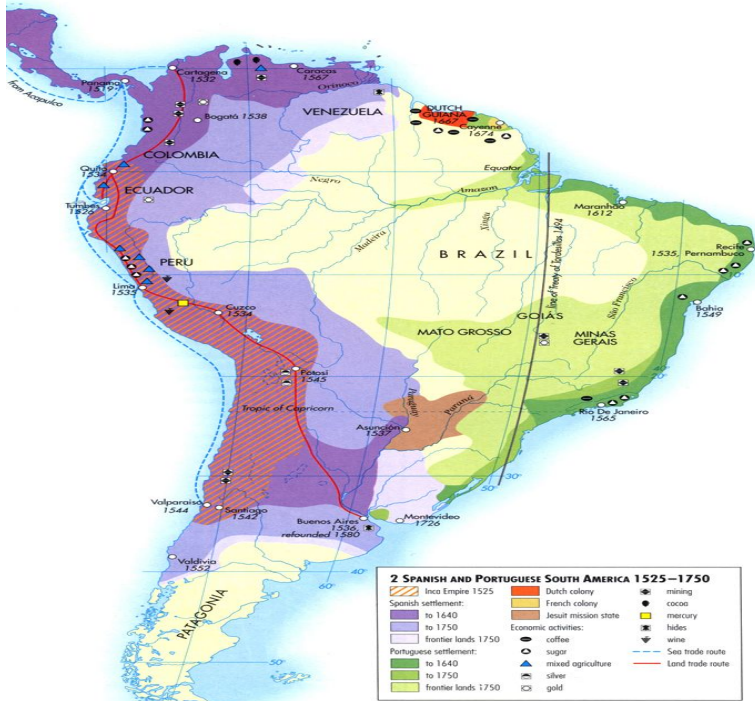 from Acapulco
Panama
1519
Cartagena
1532
Caracas
1567
Orinoco
VENEZUELA
DUTCH
GUIANA
1667
Cayenne
1674
Bogatá 1538
COLOMBIA
Quito
1534
ECUADOR
Tumbes
1526
Negro
Equator
Amazon
Madeira
Xingu
Maranhão
1612
line of Treaty of Tordesillas 1494
BRAZIL
Recife
1535, Pernambuco
São Francisco
Bahia
1549
PERU
Lima
1535
Cuzco
1534
GOIÁS
MATO GROSSO
MINAS
GERAIS
Potosí
1545
Tropic of Capricorn
Paraguay
Paraná
Asunción
1537
Rio De Janeiro
1565
Valparaiso
1544
Santiago
1542
Buenos Aires
1536,
refounded 1580
Montevideo
1726
30°
50°
Valdivia
1552
40°
60°
PATAGONIA
50°
2 SPANISH AND PORTUGUESE SOUTH AMERICA 1525–1750
Inca Empire 1525
Spanish settlement:
to 1640
to 1750
frontier lands 1750
Portuguese settlement:
to 1640
to 1750
frontier lands 1750
Dutch colony
French colony
Jesuit mission state
Economic activities:
coffee
sugar
mixed agriculture
silver
gold
mining
cocoa
mercury
hides
wine
Sea trade route
Land trade route